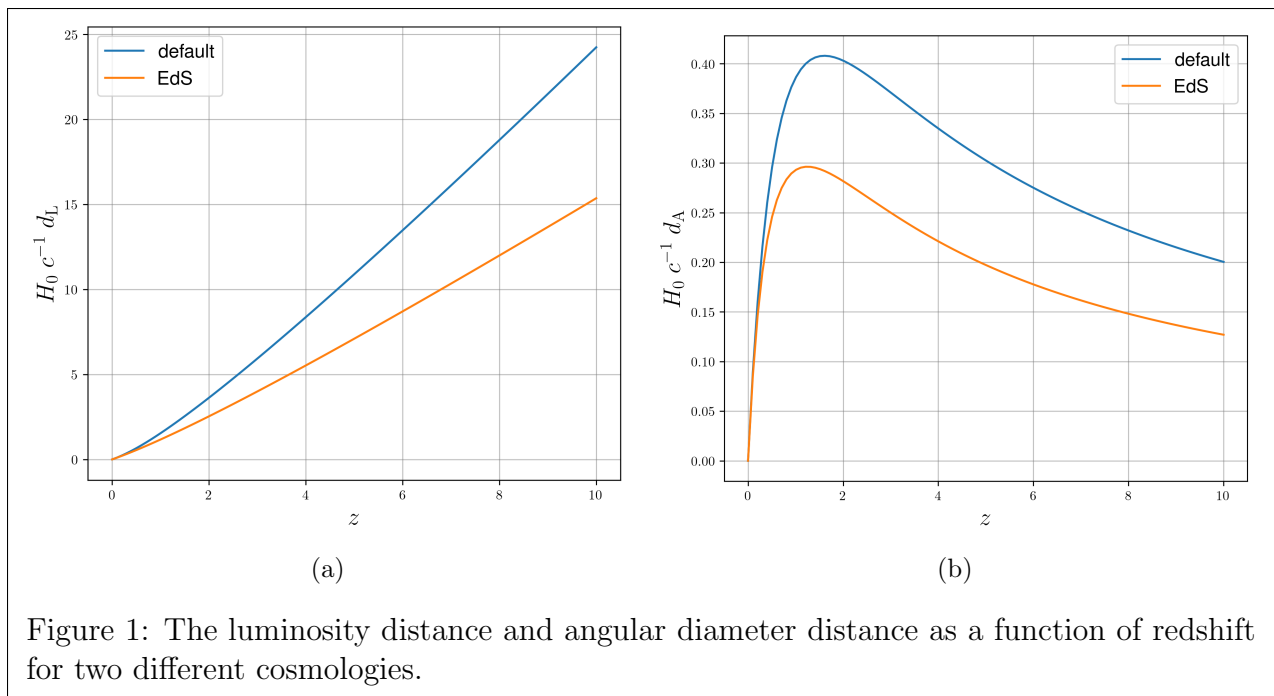 25
20
15
10
5
0
0 2 4 6 8 10
H₀ c⁻¹ d_L
z
default
EdS
(a)
0.40
0.35
0.30
0.25
0.20
0.15
0.10
0.05
0.00
0 2 4 6 8 10
H₀ c⁻¹ d_A
z
default
EdS
(b)
Figure 1: The luminosity distance and angular diameter distance as a function of redshift
for two different cosmologies.